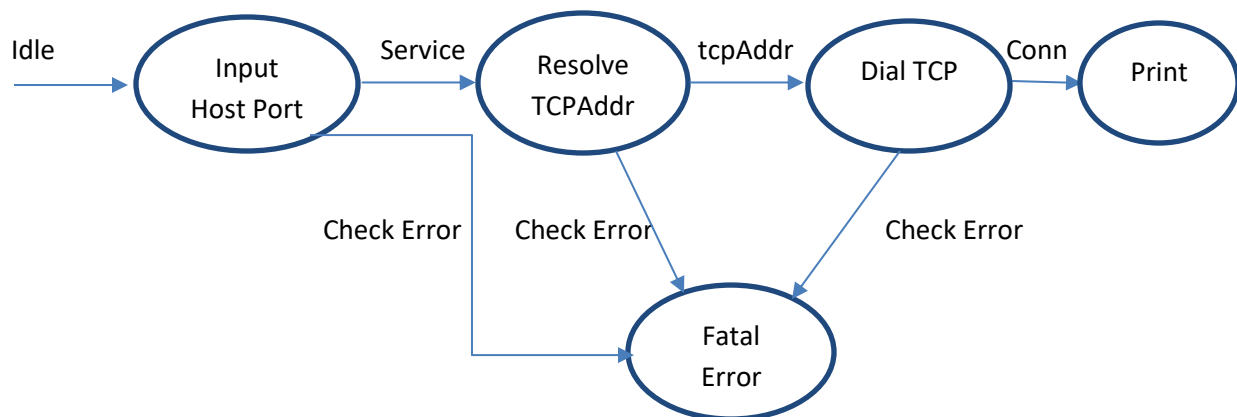 Idle
Input
Host Port
Service
Resolve
TCPAddr
tcpAddr
Dial TCP
Conn
Print
Check Error
Check Error
Check Error
Fatal
Error